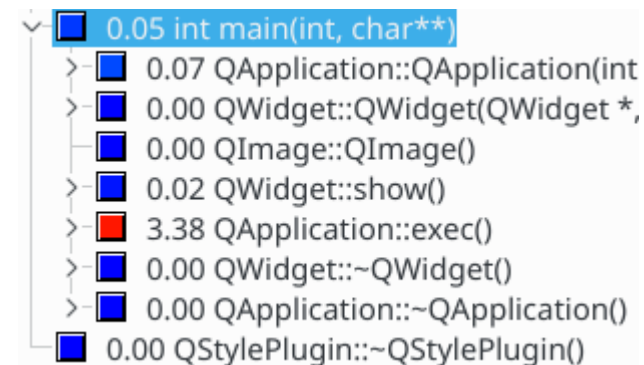 0.05 int main(int, char**)
0.07 QApplication::QApplication(int
0.00 QWidget::QWidget(QWidget *,
0.00 QImage::QImage()
0.02 QWidget::show()
3.38 QApplication::exec()
0.00 QWidget::~QWidget()
0.00 QApplication::~QApplication()
0.00 QStylePlugin::~QStylePlugin()